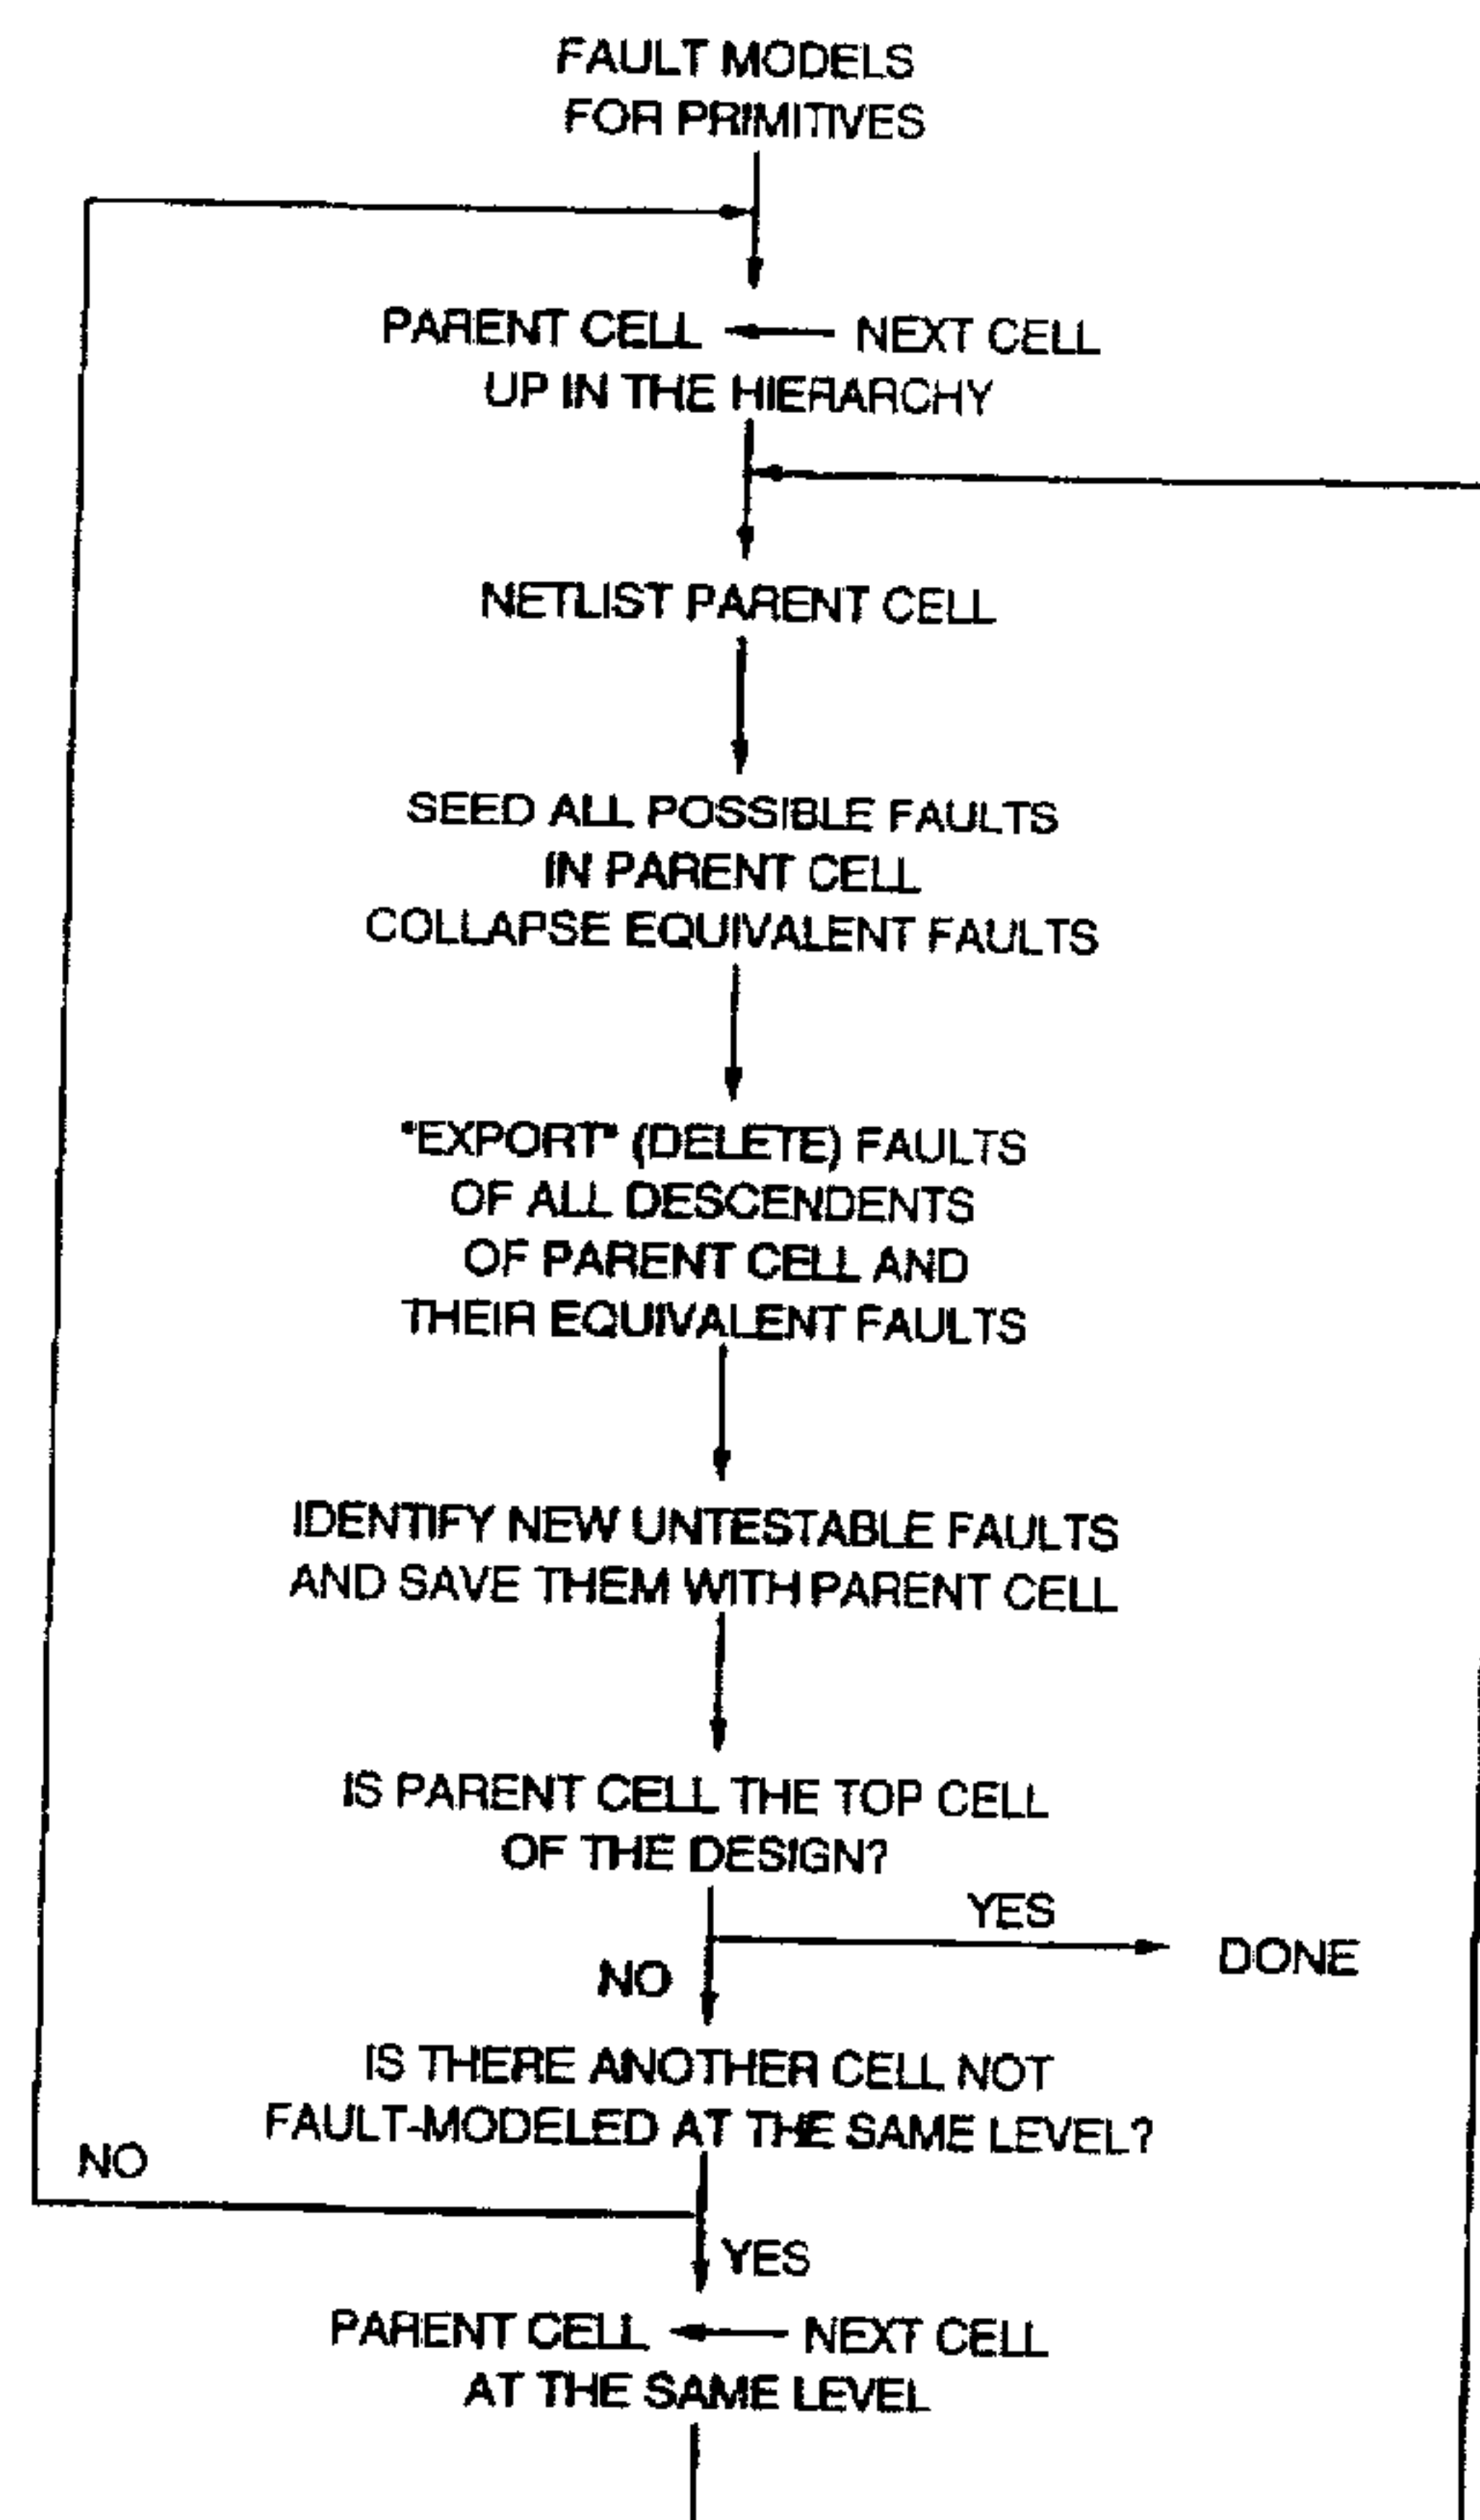 FAULT MODELS
FOR PRIMITIVES
PARENT CELL ← NEXT CELL
UP IN THE HIERARCHY
NETLIST PARENT CELL
SEED ALL POSSIBLE FAULTS
IN PARENT CELL
COLLAPSE EQUIVALENT FAULTS
"EXPORT" (DELETE) FAULTS
OF ALL DESCENDENTS
OF PARENT CELL AND
THEIR EQUIVALENT FAULTS
IDENTIFY NEW UNTESTABLE FAULTS
AND SAVE THEM WITH PARENT CELL
IS PARENT CELL THE TOP CELL
OF THE DESIGN?
YES
DONE
NO
IS THERE ANOTHER CELL NOT
FAULT-MODELED AT THE SAME LEVEL?
NO
YES
PARENT CELL ← NEXT CELL
AT THE SAME LEVEL